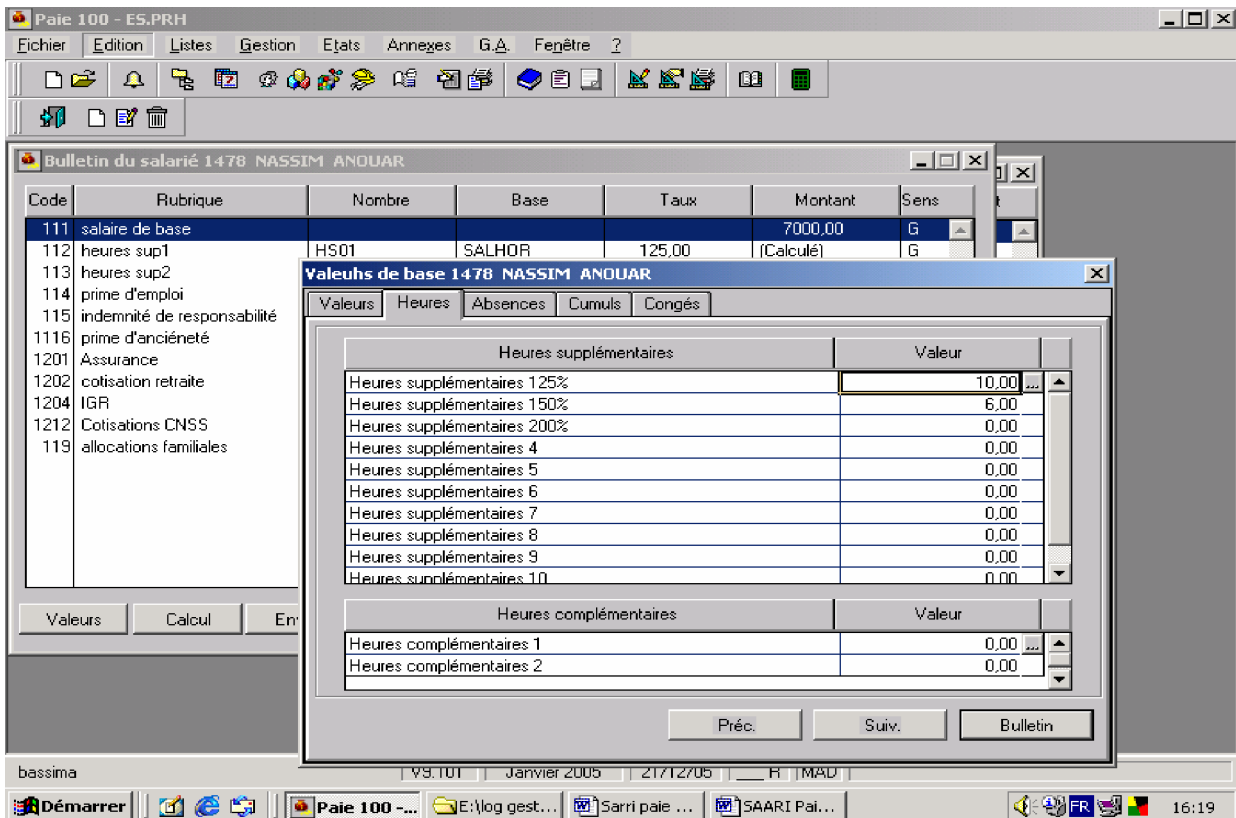 Paie 100 - ES.PRH
Fichier Edition Listes Gestion Etats Annexes G.A. Fenêtre ?
Bulletin du salarié 1478 NASSIM ANOUAR
Code Rubrique Nombre Base Taux Montant Sens
111 salaire de base 7000,00 G
112 heures sup1 HS01 SALHOR 125,00 (Calculé) G
113 heures sup2
114 prime d'emploi
115 indemnité de responsabilité
1116 prime d'anciéneté
1201 Assurance
1202 cotisation retraite
1204 IGR
1212 Cotisations CNSS
119 allocations familiales
Valeurs Calcul En
Valeuhs de base 1478 NASSIM ANOUAR
Valeurs Heures Absences Cumuls Congés
Heures supplémentaires Valeur
Heures supplémentaires 125% 10,00 ...
Heures supplémentaires 150% 6,00
Heures supplémentaires 200% 0,00
Heures supplémentaires 4 0,00
Heures supplémentaires 5 0,00
Heures supplémentaires 6 0,00
Heures supplémentaires 7 0,00
Heures supplémentaires 8 0,00
Heures supplémentaires 9 0,00
Heures supplémentaires 10 0,00
Heures complémentaires Valeur
Heures complémentaires 1 0,00 ...
Heures complémentaires 2 0,00
Préc. Suiv. Bulletin
bassima V9.101 Janvier 2005 21/12/05 ___ R MAD
Démarrer Paie 100 -... E:\log gest... Sarri paie ... SAARI Pai... FR 16:19